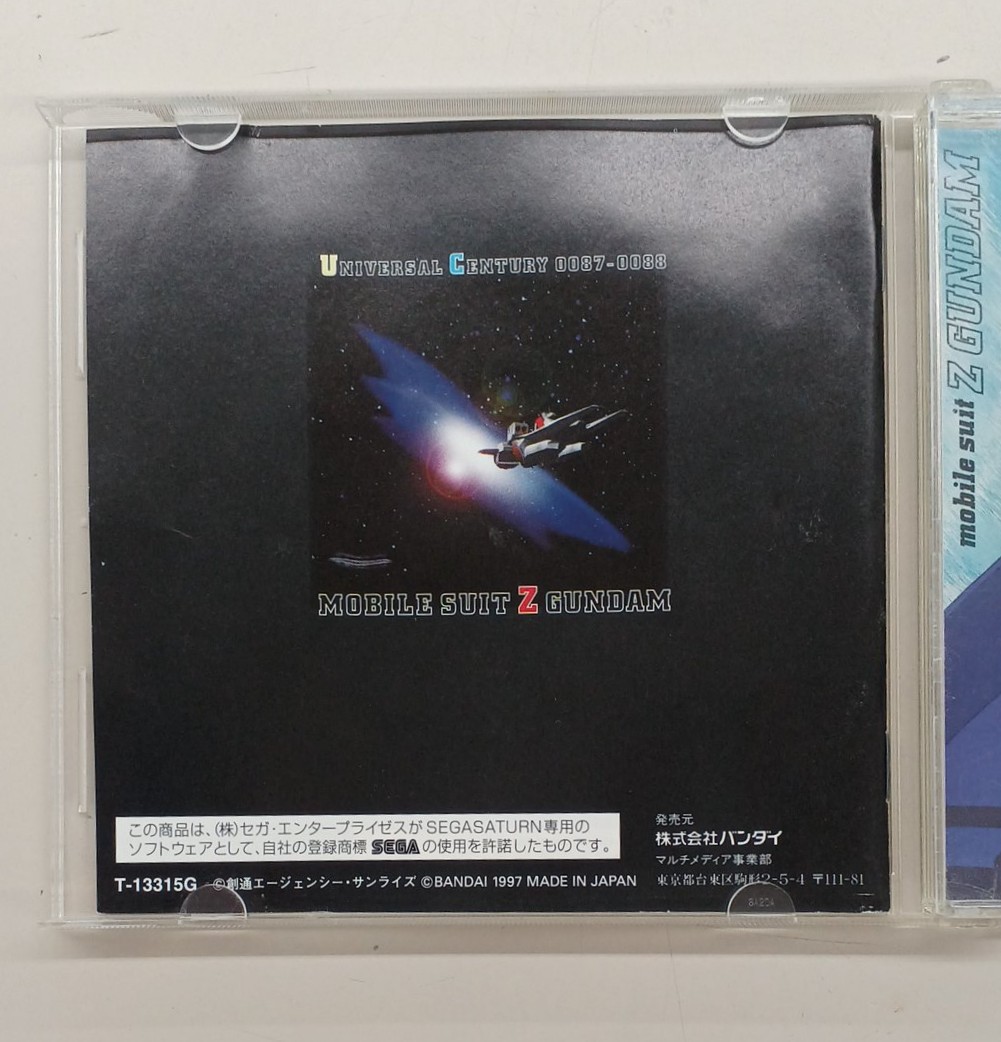 UNIVERSAL CENTURY 0087-0088
MOBILE SUIT Z GUNDAM
この商品は、(株)セガ・エンタープライゼスがSEGASATURN専用の
ソフトウェアとして、自社の登録商標 SEGA の使用を許諾したものです。
T-13315G ©創通エージェンシー・サンライズ ©BANDAI 1997 MADE IN JAPAN
発売元
株式会社バンダイ
マルチメディア事業部
東京都台東区駒形2-5-4 〒111-81
mobile suit Z GUNDAM